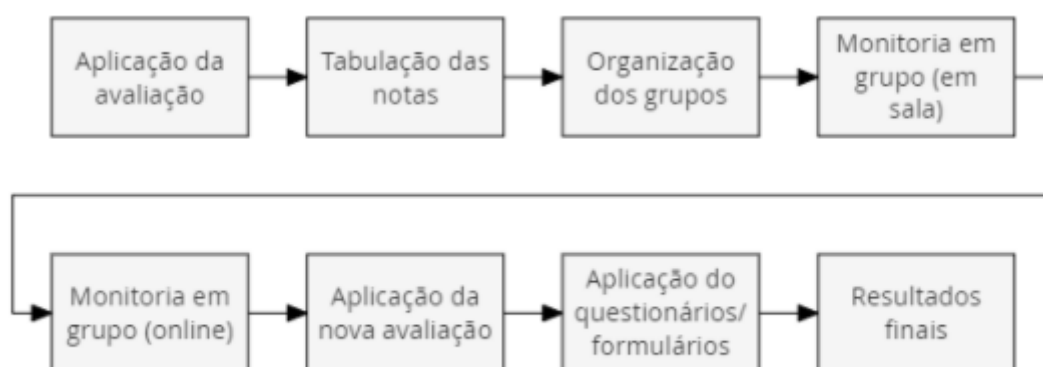 Aplicação da
avaliação
Tabulação das
notas
Organização
dos grupos
Monitoria em
grupo (em
sala)
Monitoria em
grupo (online)
Aplicação da
nova avaliação
Aplicação do
questionários/
formulários
Resultados
finais